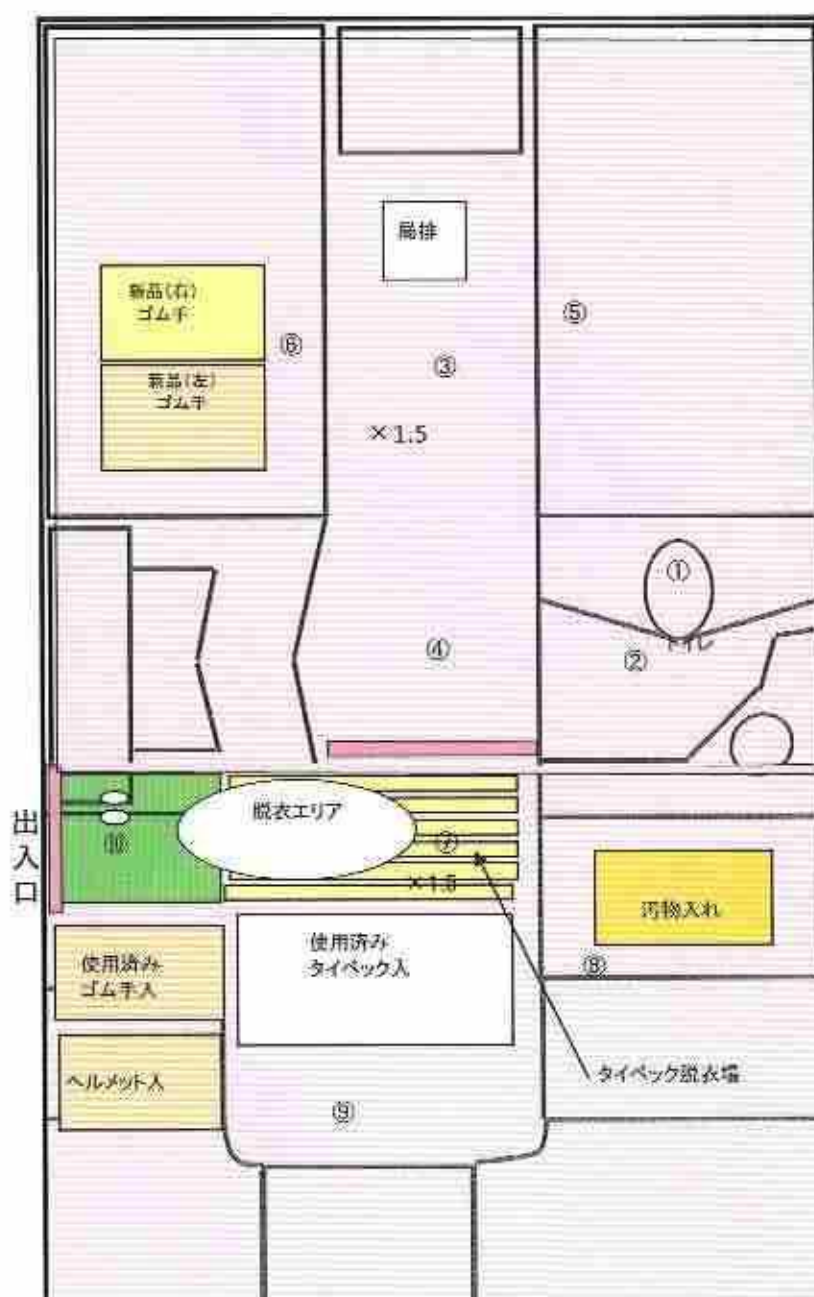 局排
新品(右)
ゴム手
⑥
⑤
③
新品(左)
ゴム手
×1.5
①
トイレ
④
②
出入口
脱衣エリア
⑩
⑦
×1.5
汚物入れ
使用済み
ゴム手入
使用済み
タイベック入
⑧
ヘルメット入
タイベック脱衣場
⑨